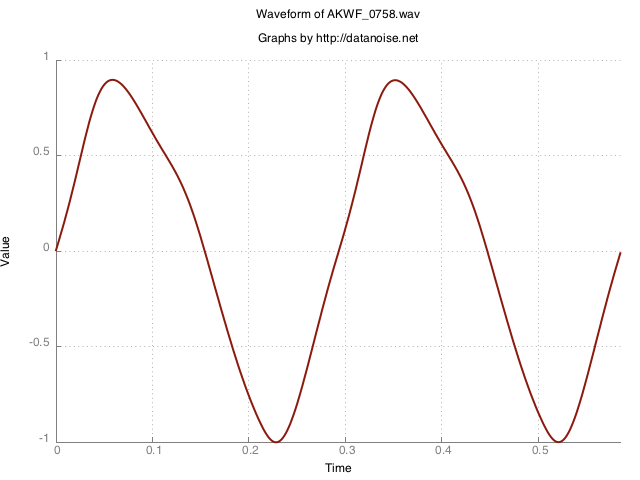 Waveform of AKWF_0758.wav
Graphs by http://datanoise.net
1
0.5
0
-0.5
-1
Value
0 0.1 0.2 0.3 0.4 0.5
Time